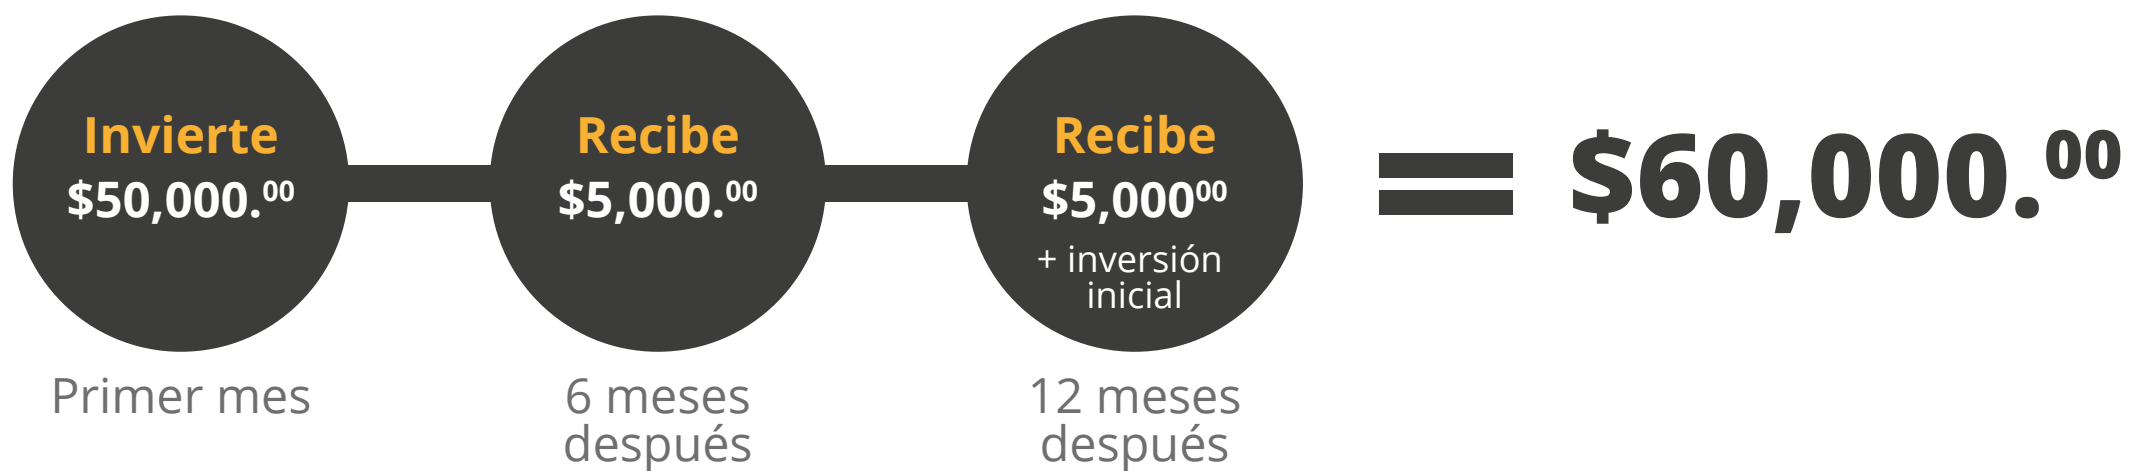 Invierte
$50,000.00
Primer mes
Recibe
$5,000.00
6 meses
después
Recibe
$5,00000
+ inversión
inicial
12 meses
después
= $60,000.00